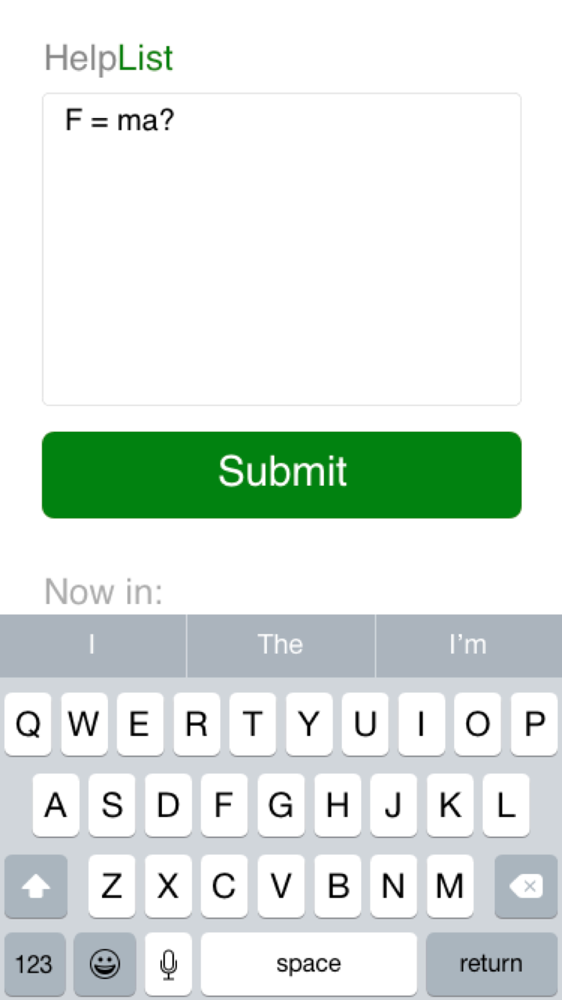 HelpList
F = ma?
Submit
Now in:
I The I’m
Q W E R T Y U I O P
A S D F G H J K L
Z X C V B N M
123 space return